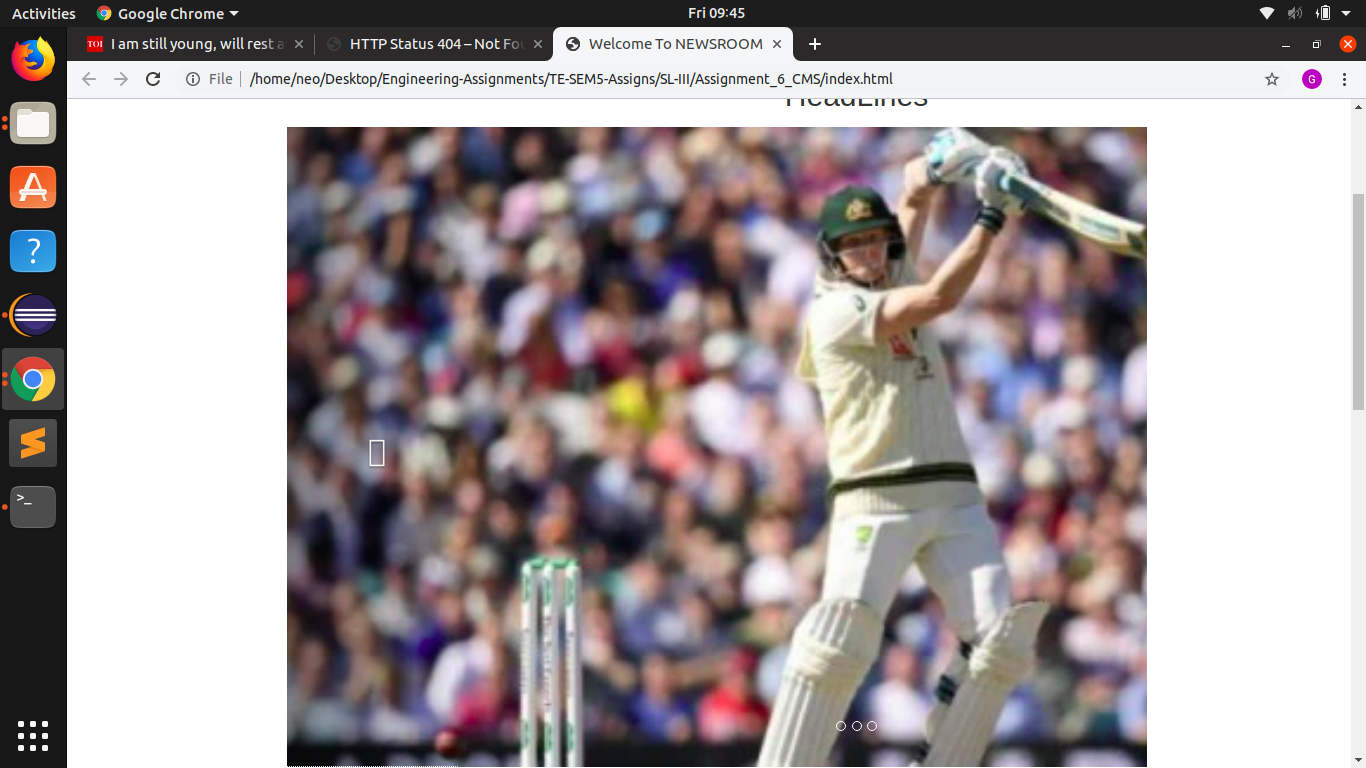 Activities
Google Chrome
Fri 09:45
TOI
I am still young, will rest a
HTTP Status 404 – Not Fou
Welcome To NEWSROOM
File
/home/neo/Desktop/Engineering-Assignments/TE-SEM5-Assigns/SL-III/Assignment_6_CMS/index.html
G
HeadLines
?
>_